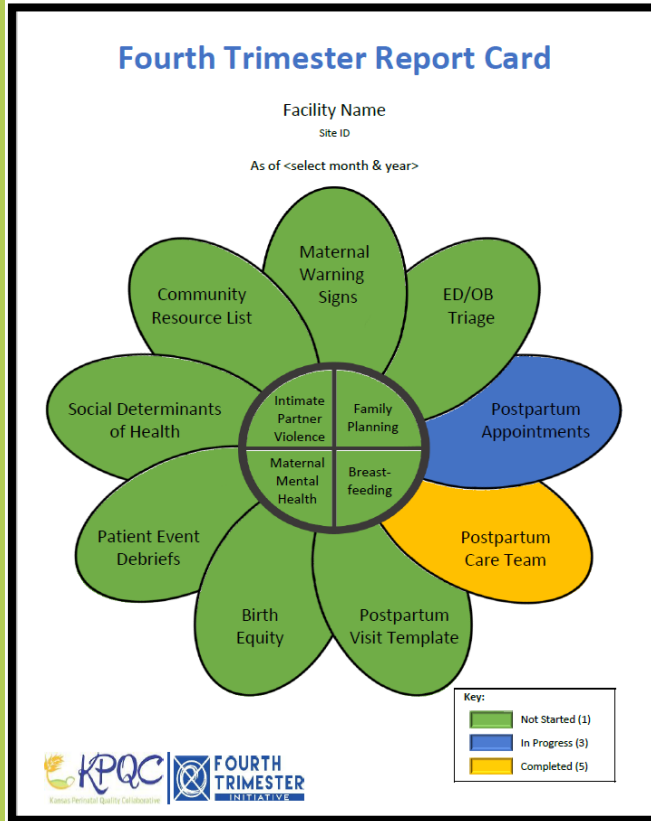 Fourth Trimester Report Card
Facility Name
Site ID
As of <select month & year>
Maternal
Warning
Signs
ED/OB
Triage
Community
Resource List
Postpartum
Appointments
Social Determinants
of Health
Intimate
Partner
Violence
Family
Planning
Maternal
Mental
Health
Breast-
feeding
Postpartum
Care Team
Patient Event
Debriefs
Birth
Equity
Postpartum
Visit Template
Key:
Not Started (1)
In Progress (3)
Completed (5)
KPQC
Kansas Perinatal Quality Collaborative
FOURTH
TRIMESTER
INITIATIVE